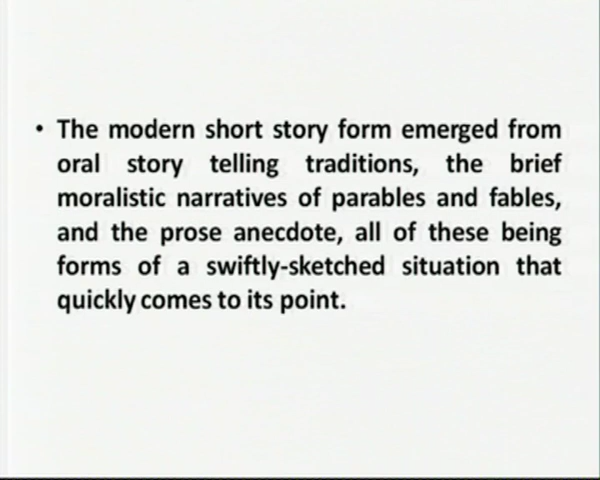 • The modern short story form emerged from
oral story telling traditions, the brief
moralistic narratives of parables and fables,
and the prose anecdote, all of these being
forms of a swiftly-sketched situation that
quickly comes to its point.